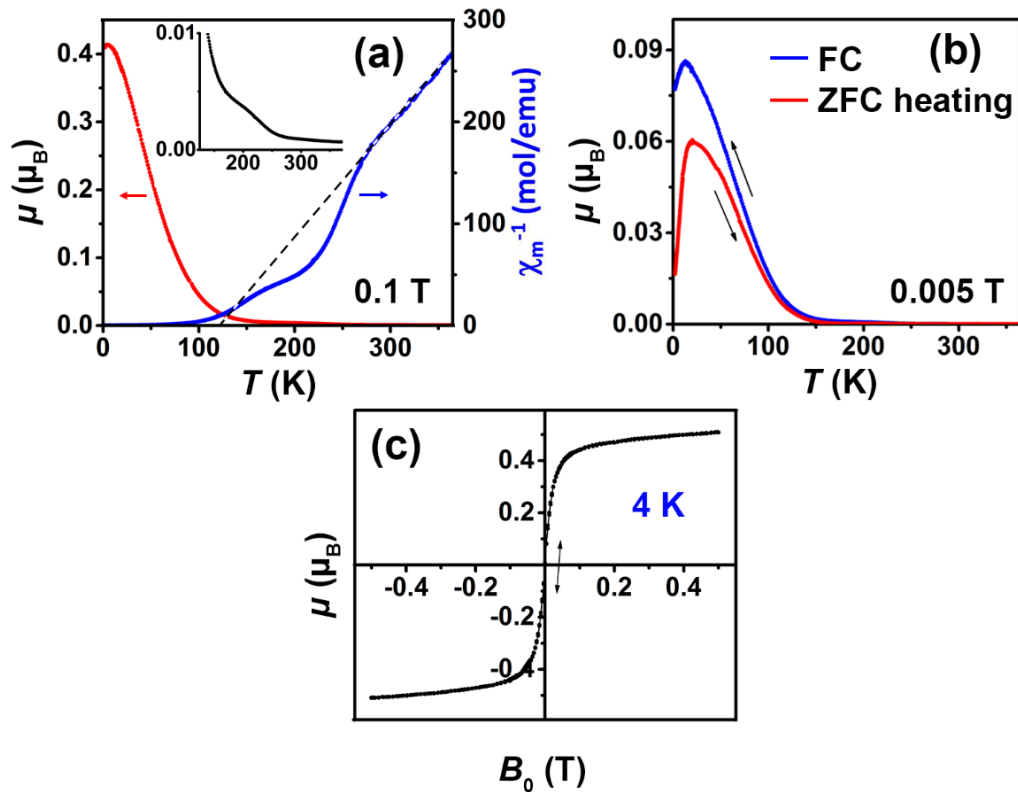 (a)
0.01
0.00
200 300
0.4
0.3
0.2
0.1
0.0
μ (μB)
300
200
100
0
χm-1 (mol/emu)
0.1 T
0 100 200 300
T (K)
(b)
FC
ZFC heating
0.09
0.06
0.03
0.00
μ (μB)
0.005 T
0 100 200 300
T (K)
(c)
0.4
4 K
0.2
μ (μB)
-0.4 -0.2 0.2 0.4
-0.2
-0.4
B0 (T)